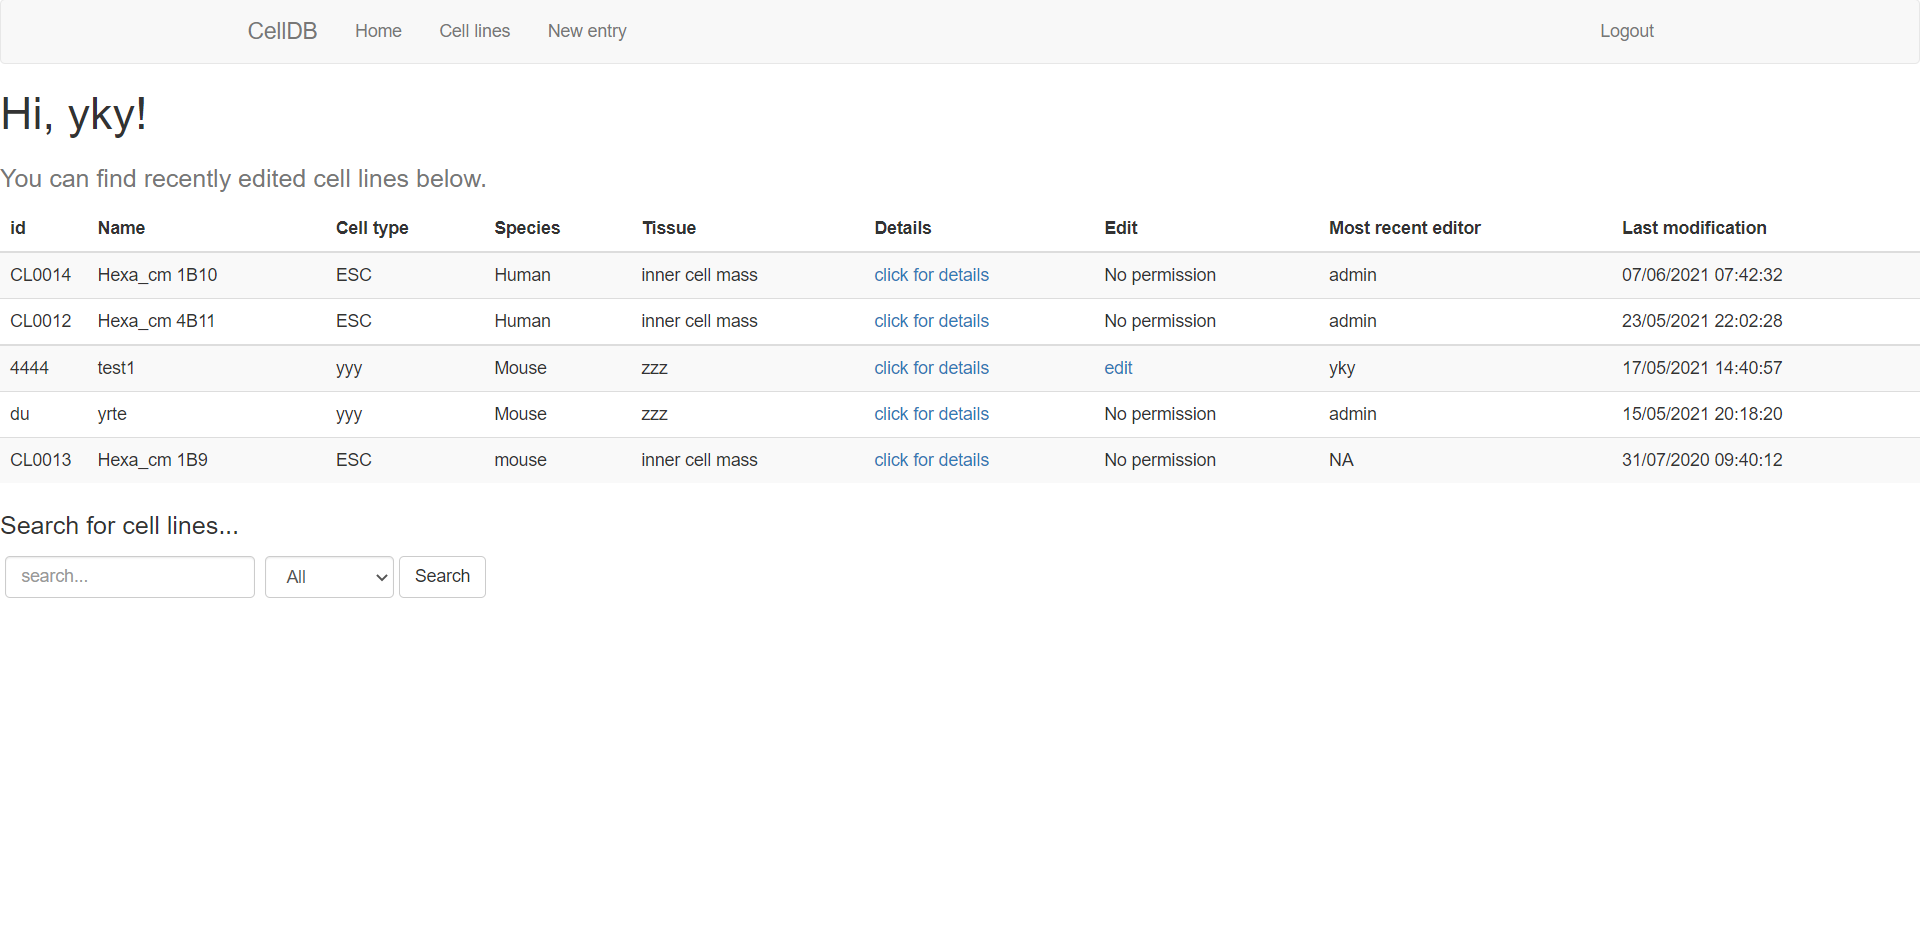 CellDB Home Cell lines New entry Logout
Hi, yky!
You can find recently edited cell lines below.
id Name Cell type Species Tissue Details Edit Most recent editor Last modification
CL0014 Hexa_cm 1B10 ESC Human inner cell mass click for details No permission admin 07/06/2021 07:42:32
CL0012 Hexa_cm 4B11 ESC Human inner cell mass click for details No permission admin 23/05/2021 22:02:28
4444 test1 yyy Mouse zzz click for details edit yky 17/05/2021 14:40:57
du yrte yyy Mouse zzz click for details No permission admin 15/05/2021 20:18:20
CL0013 Hexa_cm 1B9 ESC mouse inner cell mass click for details No permission NA 31/07/2020 09:40:12
Search for cell lines...
search... All Search